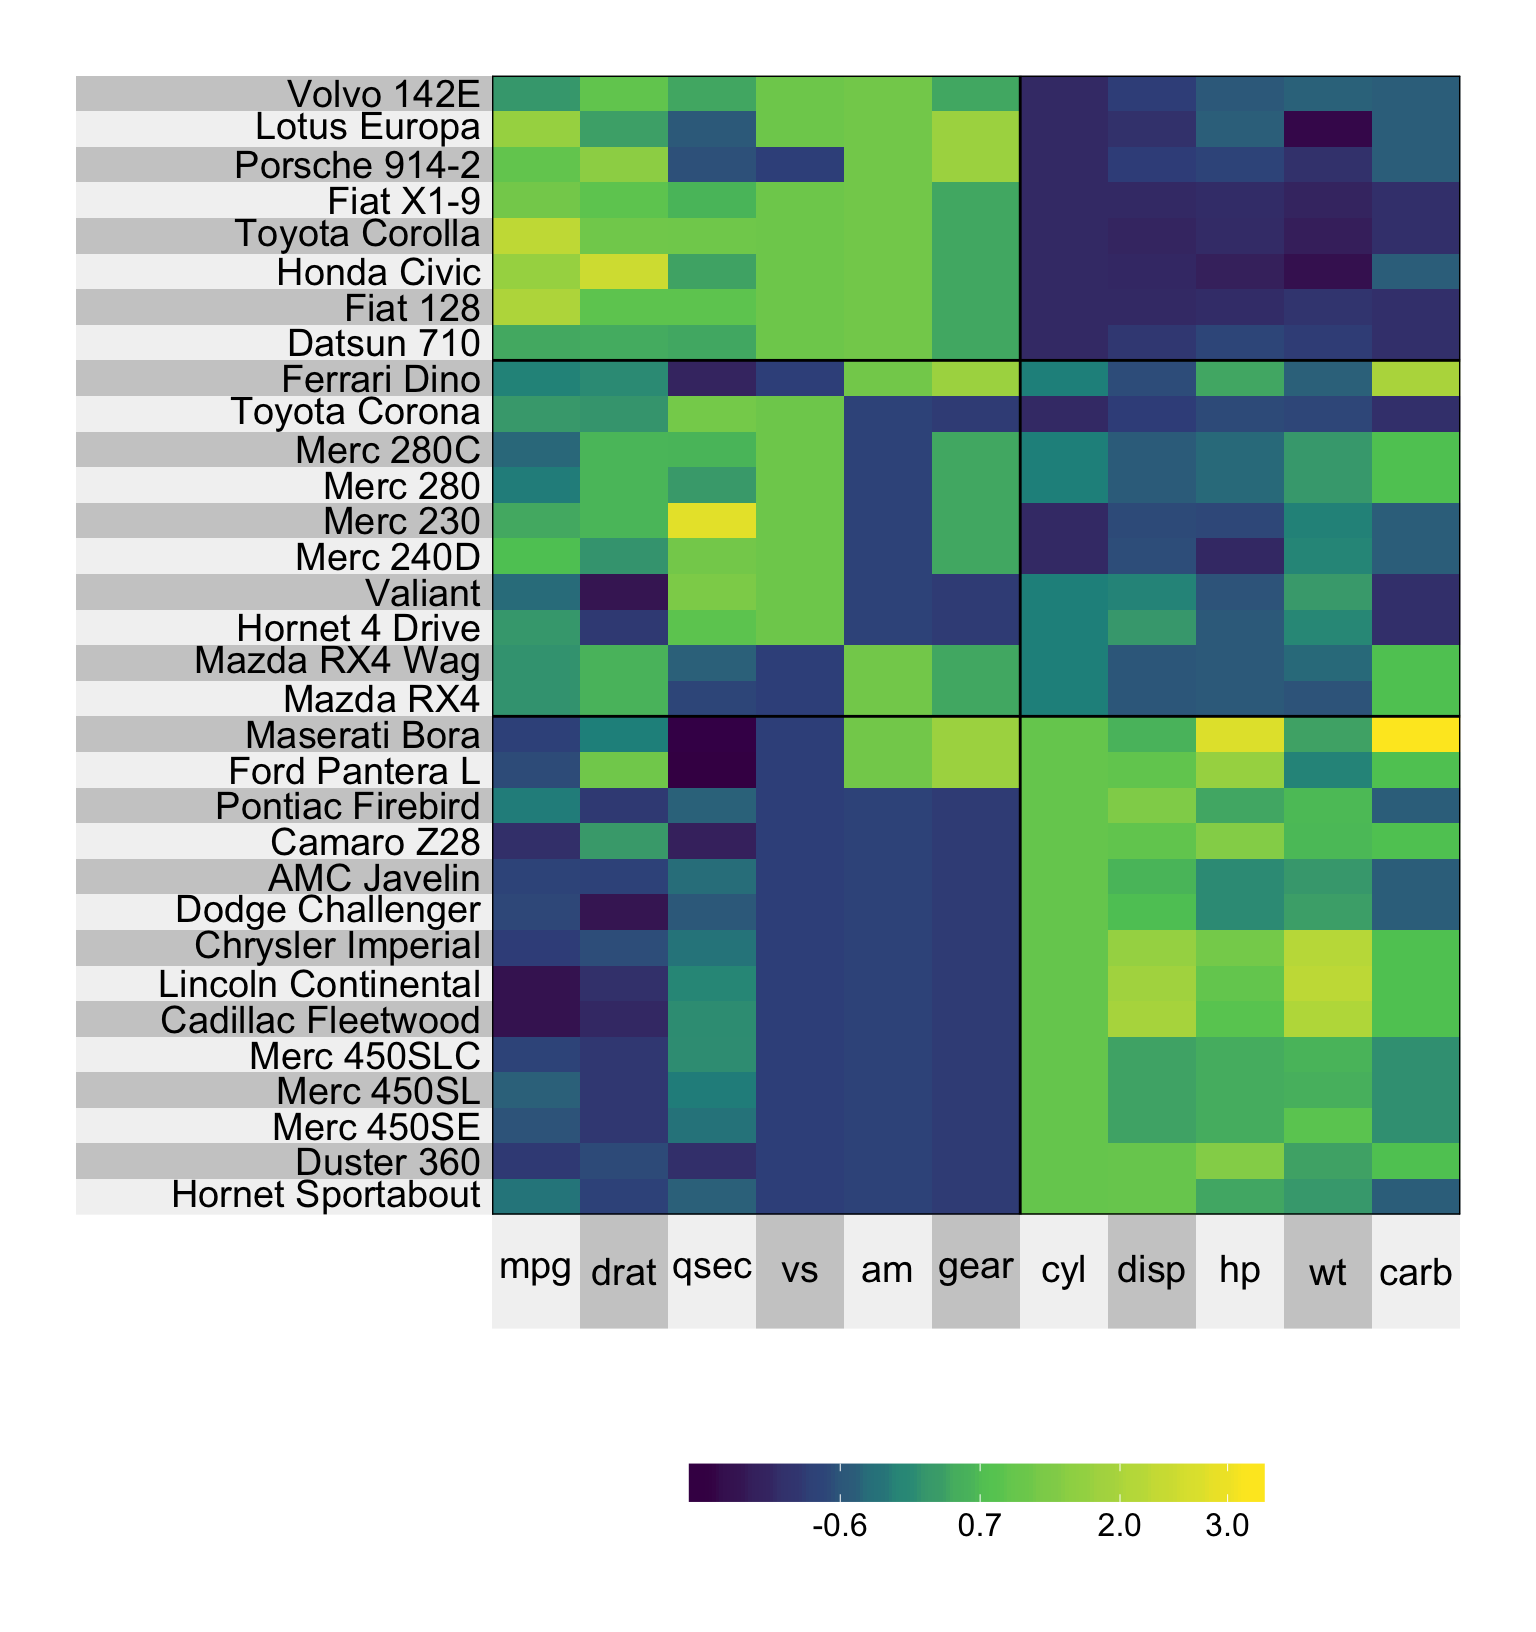 Volvo 142E
Lotus Europa
Porsche 914-2
Fiat X1-9
Toyota Corolla
Honda Civic
Fiat 128
Datsun 710
Ferrari Dino
Toyota Corona
Merc 280C
Merc 280
Merc 230
Merc 240D
Valiant
Hornet 4 Drive
Mazda RX4 Wag
Mazda RX4
Maserati Bora
Ford Pantera L
Pontiac Firebird
Camaro Z28
AMC Javelin
Dodge Challenger
Chrysler Imperial
Lincoln Continental
Cadillac Fleetwood
Merc 450SLC
Merc 450SL
Merc 450SE
Duster 360
Hornet Sportabout
mpg drat qsec vs am gear cyl disp hp wt carb
-0.6 0.7 2.0 3.0